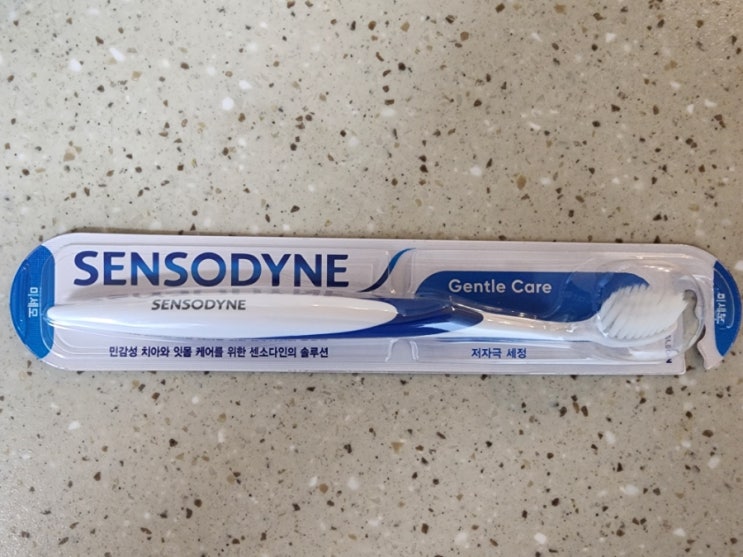 SENSODYNE
Gentle Care
SENSODYNE
민감성 치아와 잇몸 케어를 위한 센소다인의 솔루션
저자극 세정
미세모
미세모